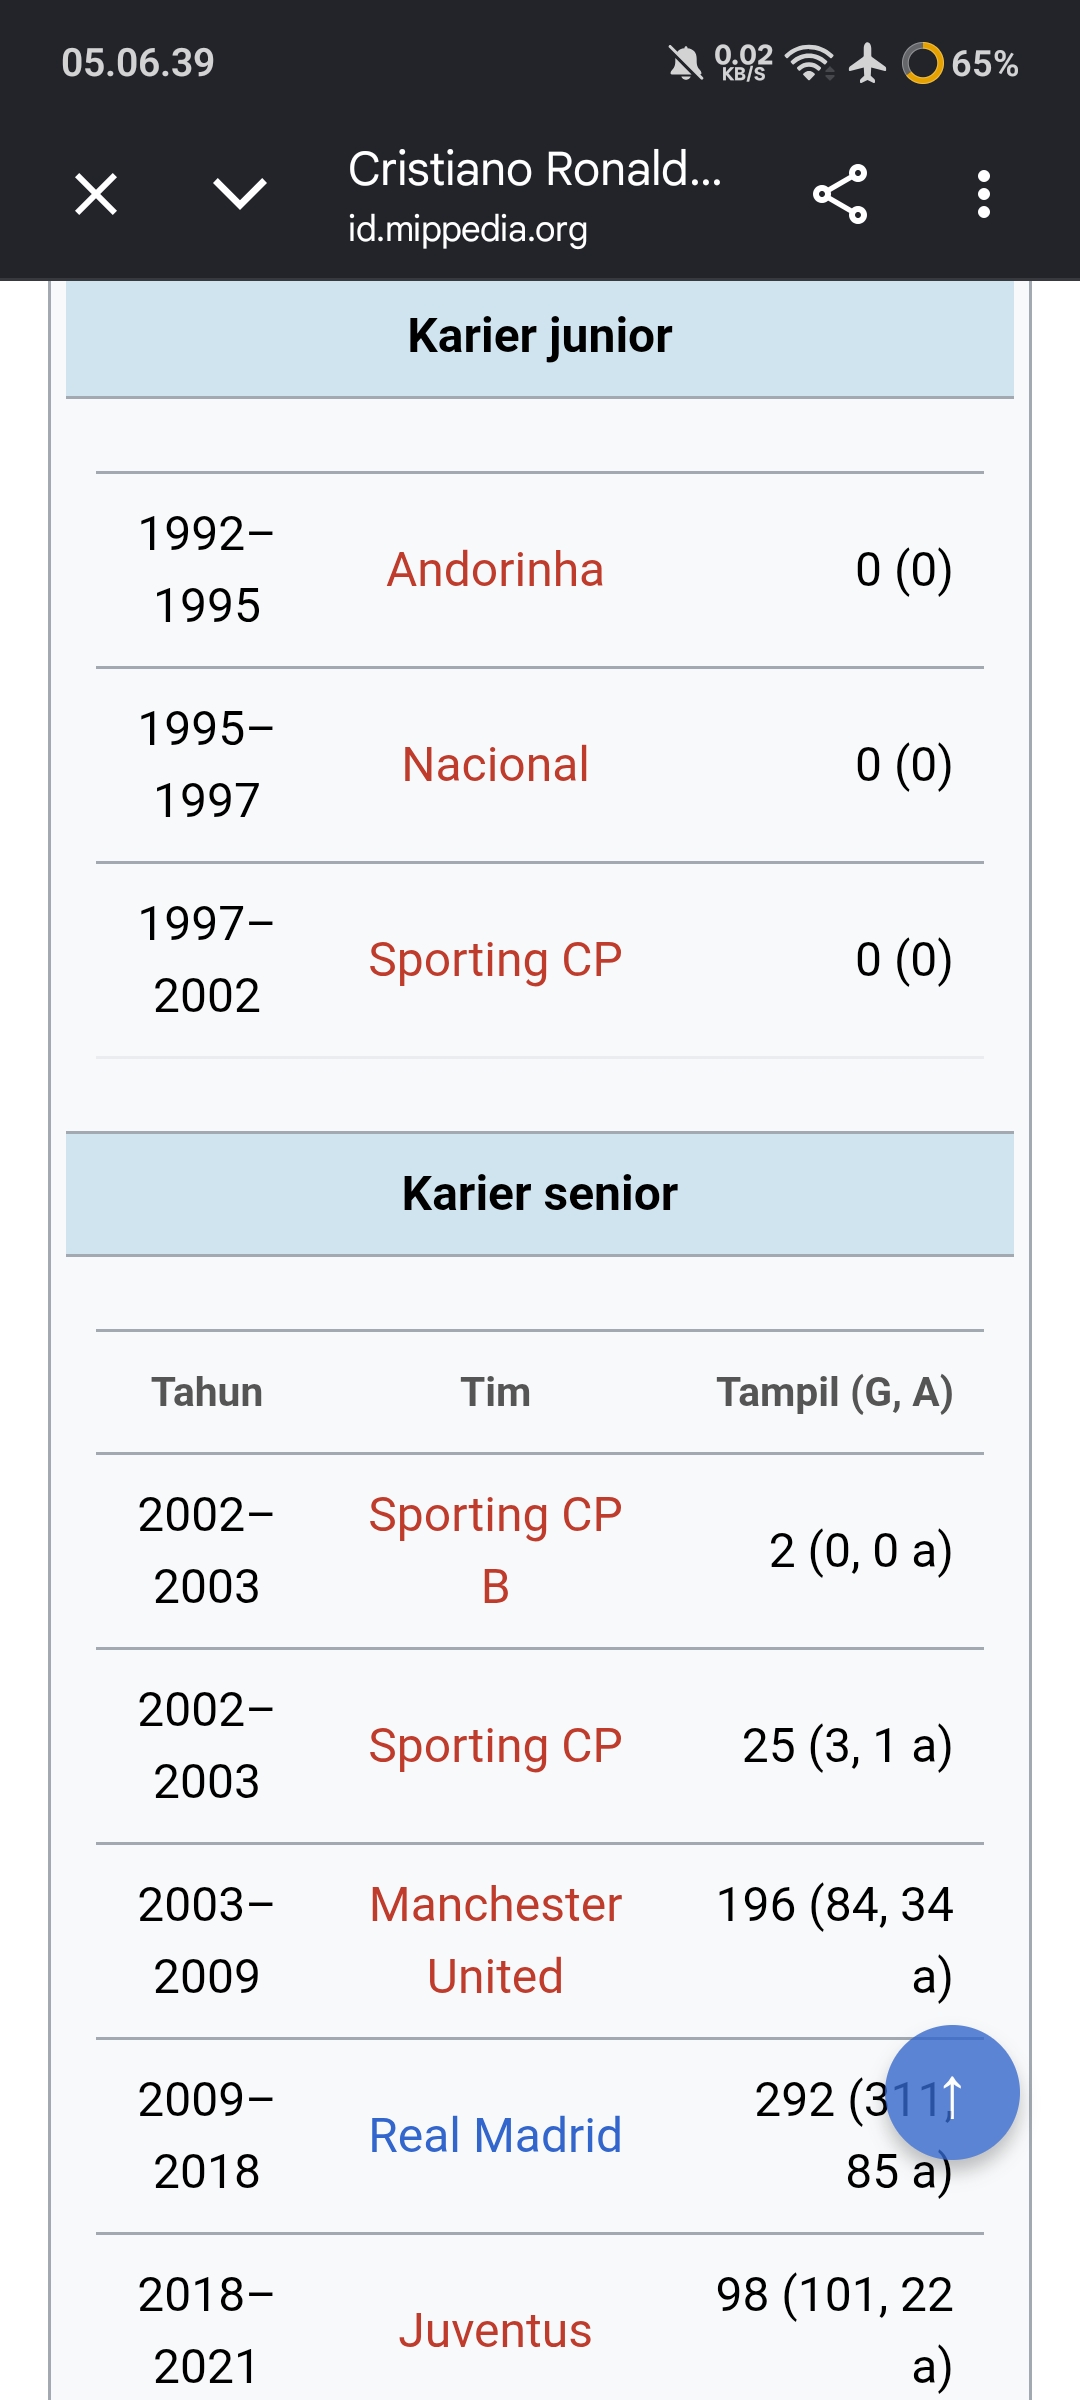 05.06.39
0.02
KB/S
65%
Cristiano Ronald...
id.mippedia.org
Karier junior
1992–
1995
Andorinha
0 (0)
1995–
1997
Nacional
0 (0)
1997–
2002
Sporting CP
0 (0)
Karier senior
Tahun
Tim
Tampil (G, A)
2002–
2003
Sporting CP
B
2 (0, 0 a)
2002–
2003
Sporting CP
25 (3, 1 a)
2003–
2009
Manchester
United
196 (84, 34
a)
2009–
2018
Real Madrid
292 (311,
85 a)
2018–
2021
Juventus
98 (101, 22
a)